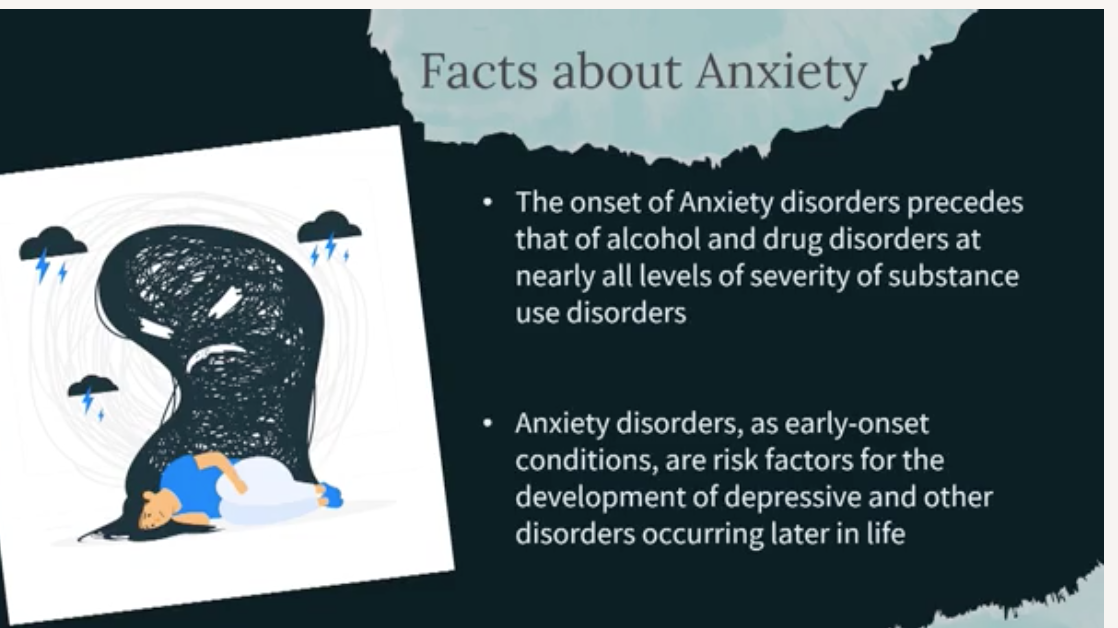 Facts about Anxiety
• The onset of Anxiety disorders precedes
that of alcohol and drug disorders at
nearly all levels of severity of substance
use disorders
• Anxiety disorders, as early-onset
conditions, are risk factors for the
development of depressive and other
disorders occurring later in life